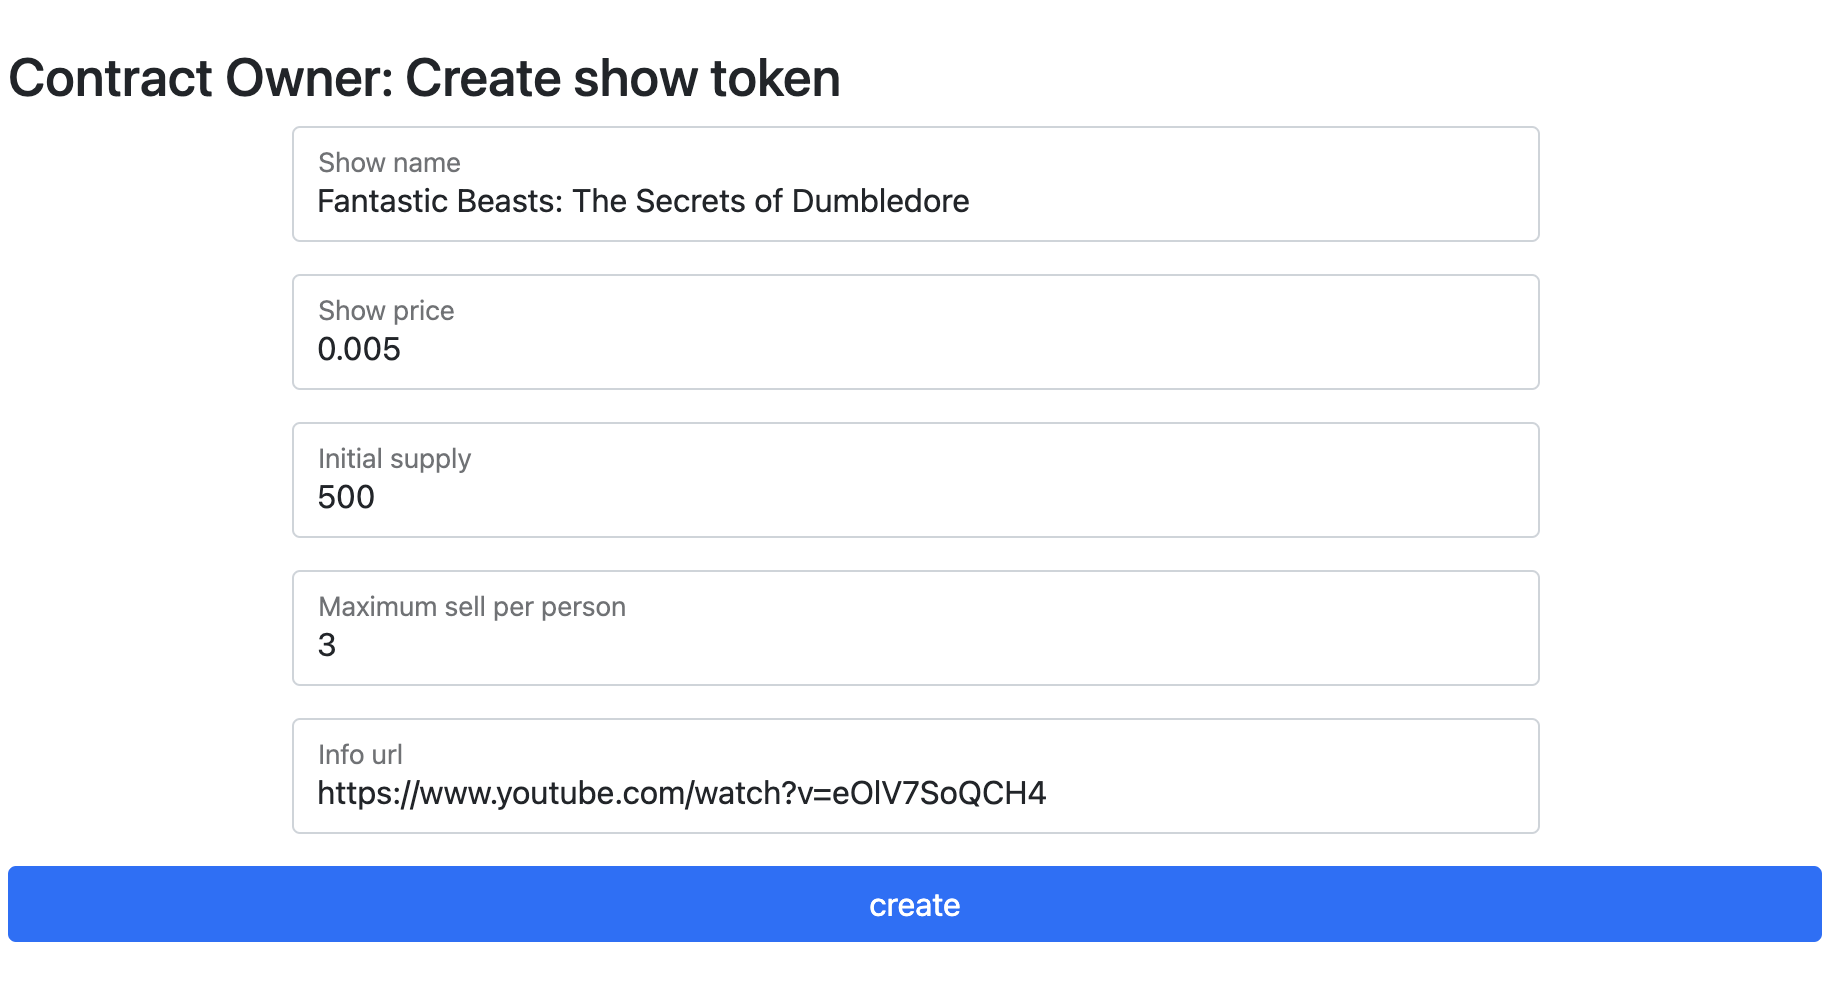 Contract Owner: Create show token
Show name
Fantastic Beasts: The Secrets of Dumbledore
Show price
0.005
Initial supply
500
Maximum sell per person
3
Info url
https://www.youtube.com/watch?v=eOlV7SoQCH4
create